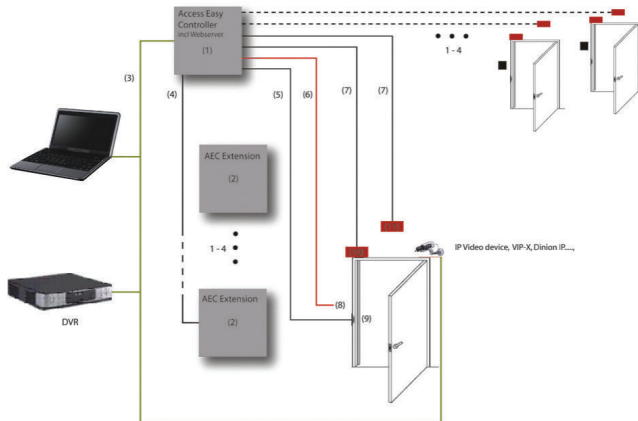 Access Easy
Controller
incl Webserver
(1)
1 - 4
(3)
(4)
(5)
(6)
(7)
(7)
AEC Extension
(2)
1 - 4
AEC Extension
(2)
DVR
(8)
(9)
IP Video device, VIP-X, Dinion IP....,